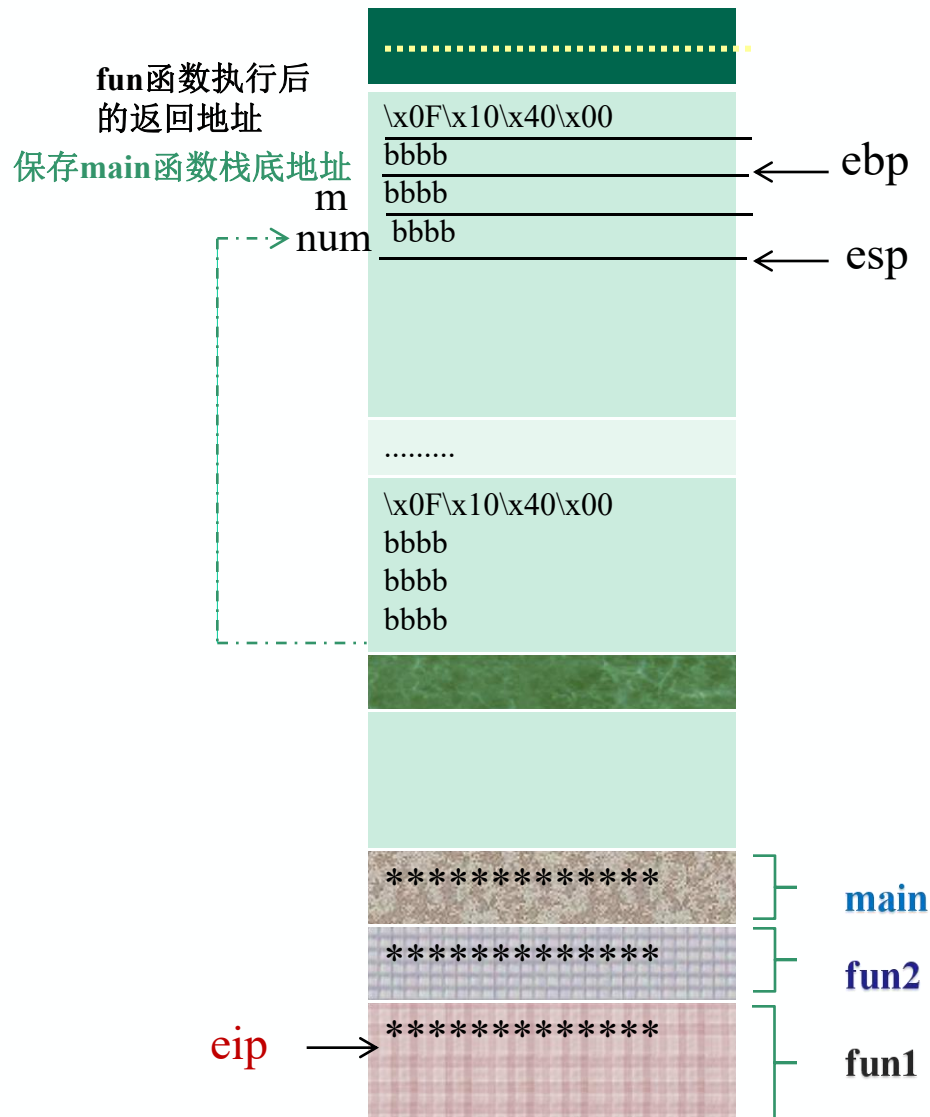 fun函数执行后
的返回地址
保存main函数栈底地址
m
num
\x0F\x10\x40\x00
bbbb
bbbb
bbbb
ebp
esp
.........
\x0F\x10\x40\x00
bbbb
bbbb
bbbb
*************
main
*************
fun2
*************
eip
fun1